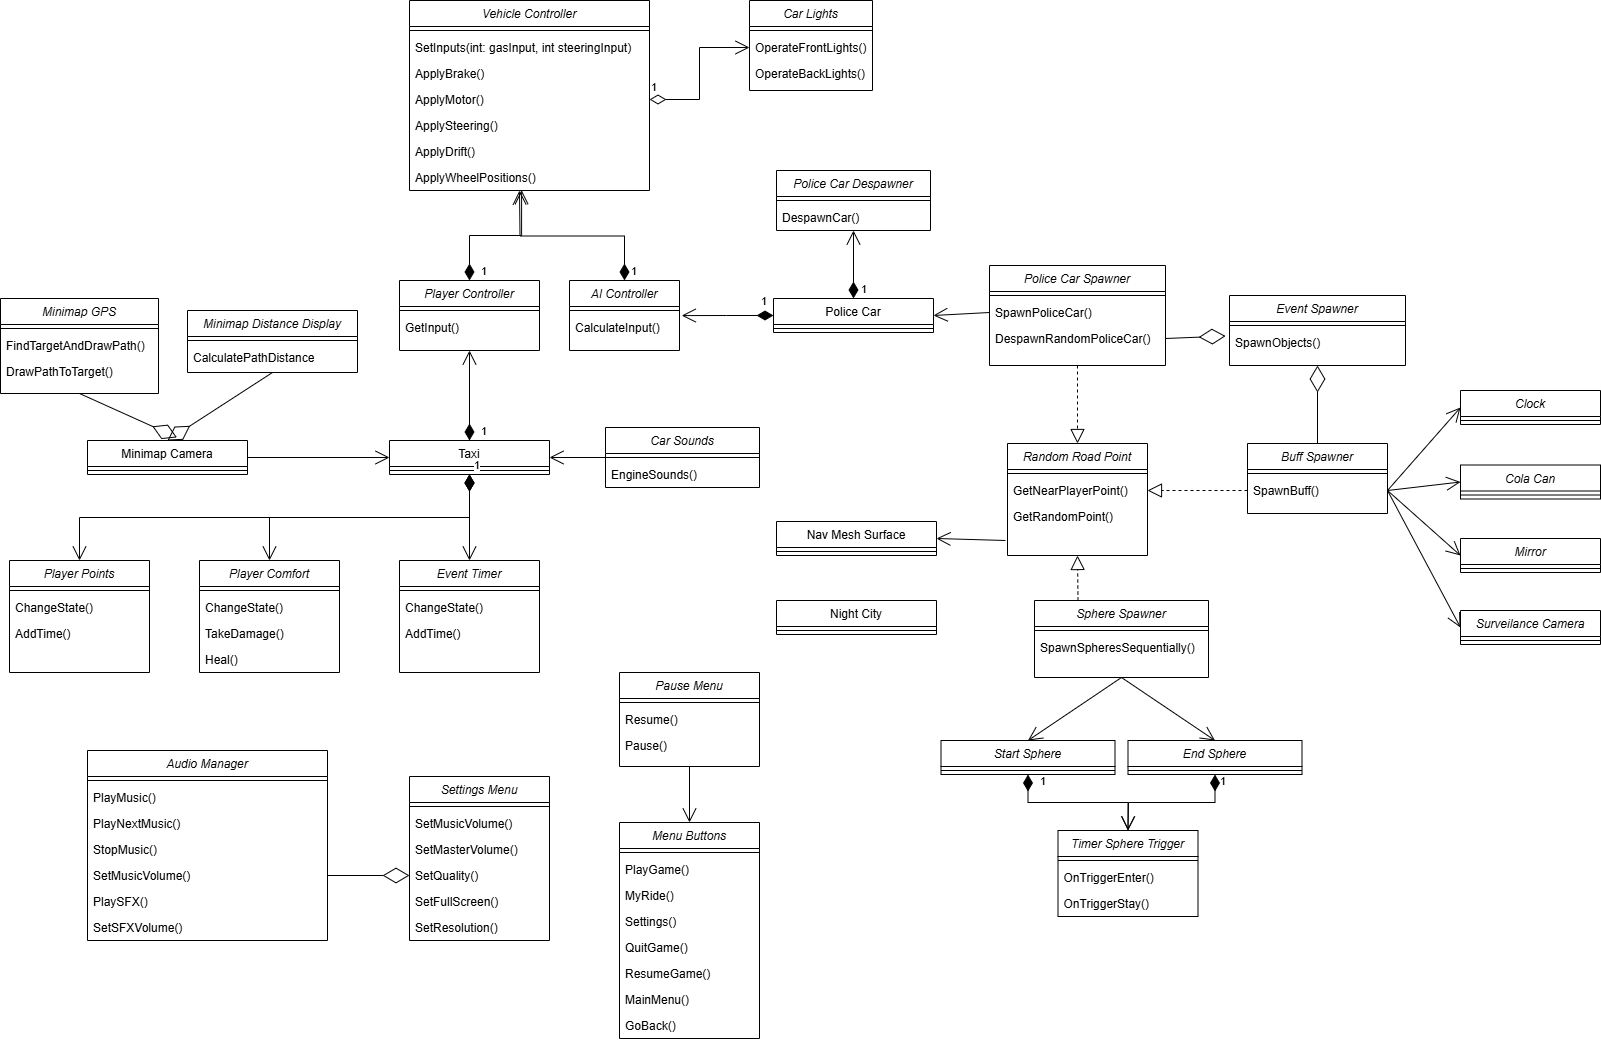 Vehicle Controller
SetInputs(int: gasInput, int steeringInput)
ApplyBrake()
ApplyMotor()
ApplySteering()
ApplyDrift()
ApplyWheelPositions()
1
Car Lights
OperateFrontLights()
OperateBackLights()
Police Car Despawner
DespawnCar()
1
Player Controller
GetInput()
1
AI Controller
CalculateInput()
1
1
Police Car
Police Car Spawner
SpawnPoliceCar()
DespawnRandomPoliceCar()
Event Spawner
SpawnObjects()
Minimap GPS
FindTargetAndDrawPath()
DrawPathToTarget()
Minimap Distance Display
CalculatePathDistance
Minimap Camera
1
Taxi
1
Car Sounds
EngineSounds()
Random Road Point
GetNearPlayerPoint()
GetRandomPoint()
Buff Spawner
SpawnBuff()
Clock
Cola Can
Mirror
Surveilance Camera
Nav Mesh Surface
Night City
Player Points
ChangeState()
AddTime()
Player Comfort
ChangeState()
TakeDamage()
Heal()
Event Timer
ChangeState()
AddTime()
Sphere Spawner
SpawnSpheresSequentially()
Start Sphere
1
End Sphere
1
Timer Sphere Trigger
OnTriggerEnter()
OnTriggerStay()
Pause Menu
Resume()
Pause()
Audio Manager
PlayMusic()
PlayNextMusic()
StopMusic()
SetMusicVolume()
PlaySFX()
SetSFXVolume()
Settings Menu
SetMusicVolume()
SetMasterVolume()
SetQuality()
SetFullScreen()
SetResolution()
Menu Buttons
PlayGame()
MyRide()
Settings()
QuitGame()
ResumeGame()
MainMenu()
GoBack()